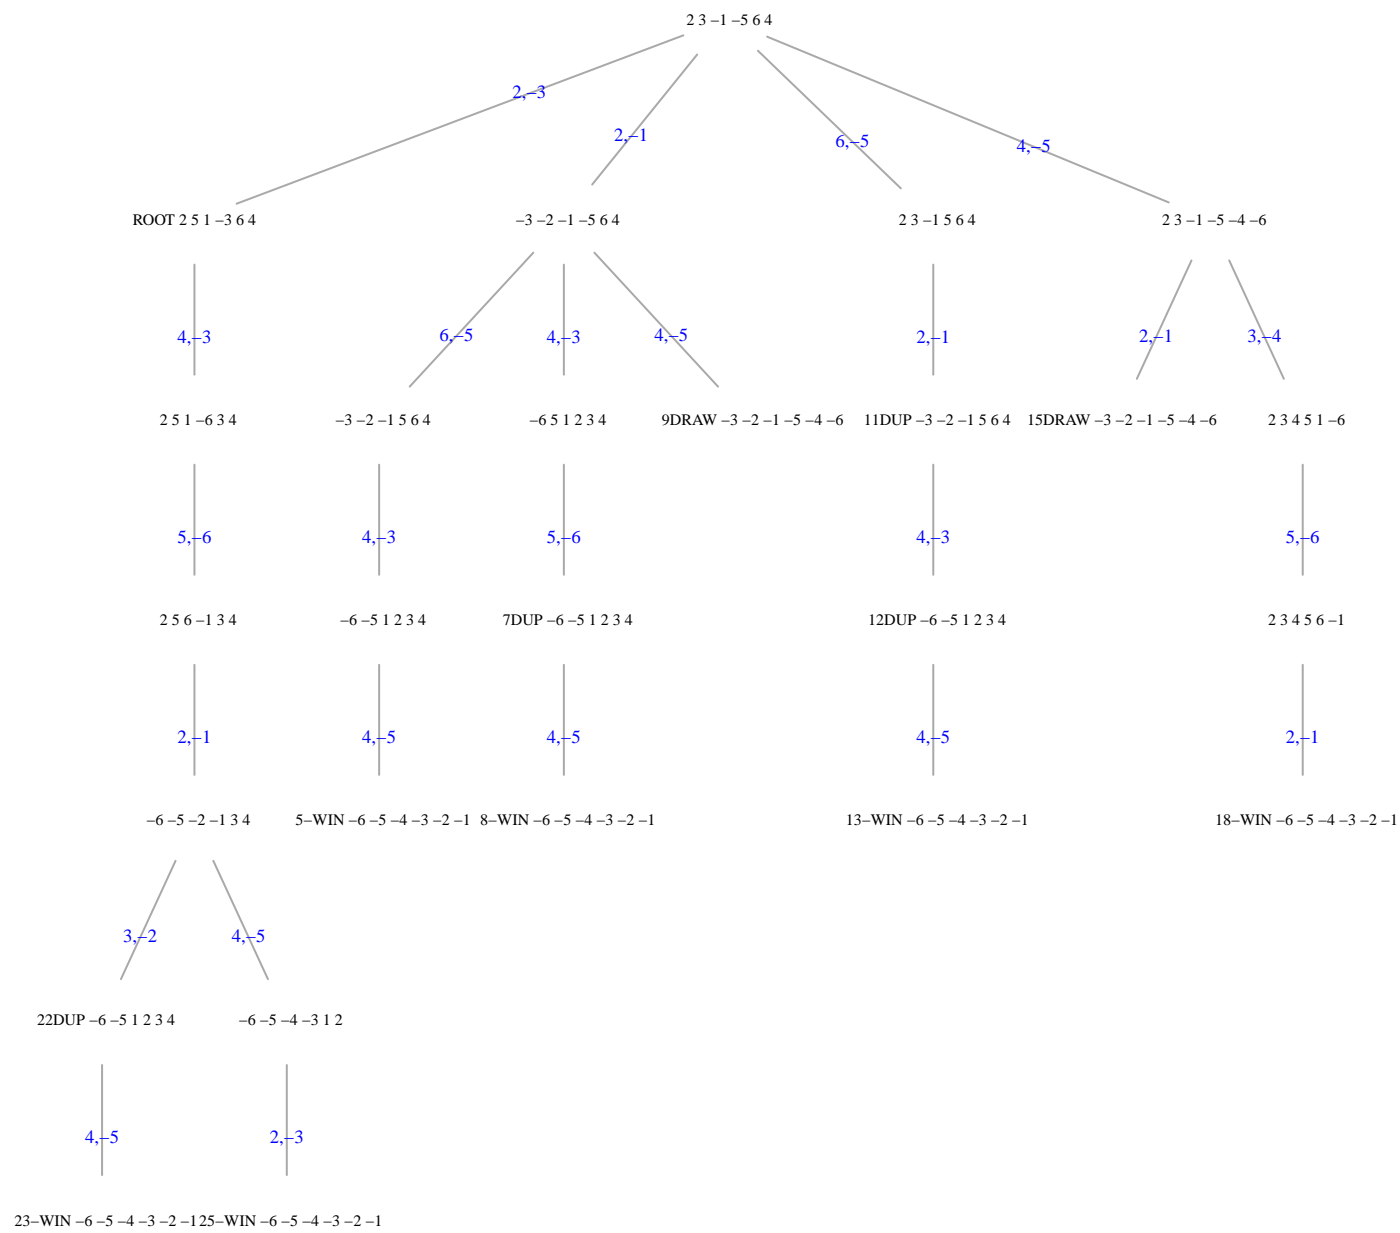 2 3 −1 −5 6 4
2,−3
2,−1
6,−5
4,−5
ROOT 2 5 1 −3 6 4
−3 −2 −1 −5 6 4
2 3 −1 5 6 4
2 3 −1 −5 −4 −6
4,−3
6,−5
4,−3
4,−5
2,−1
2,−1
3,−4
2 5 1 −6 3 4
−3 −2 −1 5 6 4
−6 5 1 2 3 4
9DRAW −3 −2 −1 −5 −4 −6
11DUP −3 −2 −1 5 6 4
15DRAW −3 −2 −1 −5 −4 −6
2 3 4 5 1 −6
5,−6
4,−3
5,−6
4,−3
5,−6
2 5 6 −1 3 4
−6 −5 1 2 3 4
7DUP −6 −5 1 2 3 4
12DUP −6 −5 1 2 3 4
2 3 4 5 6 −1
2,−1
4,−5
4,−5
4,−5
2,−1
−6 −5 −2 −1 3 4
5−WIN −6 −5 −4 −3 −2 −1
8−WIN −6 −5 −4 −3 −2 −1
13−WIN −6 −5 −4 −3 −2 −1
18−WIN −6 −5 −4 −3 −2 −1
3,−2
4,−5
22DUP −6 −5 1 2 3 4
−6 −5 −4 −3 1 2
4,−5
2,−3
23−WIN −6 −5 −4 −3 −2 −1
25−WIN −6 −5 −4 −3 −2 −1